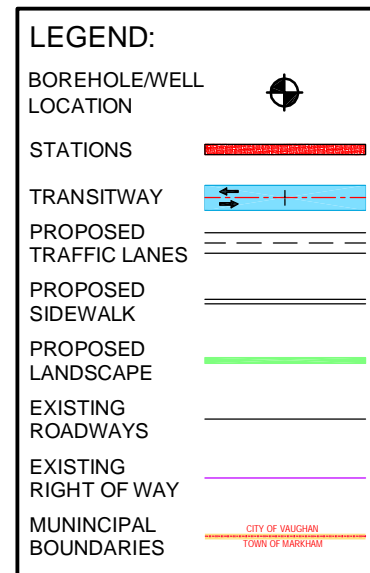 LEGEND:
BOREHOLE/WELL
LOCATION
STATIONS
TRANSITWAY
PROPOSED
TRAFFIC LANES
PROPOSED
SIDEWALK
PROPOSED
LANDSCAPE
EXISTING
ROADWAYS
EXISTING
RIGHT OF WAY
MUNINCIPAL
BOUNDARIES
CITY OF VAUGHAN
TOWN OF MARKHAM